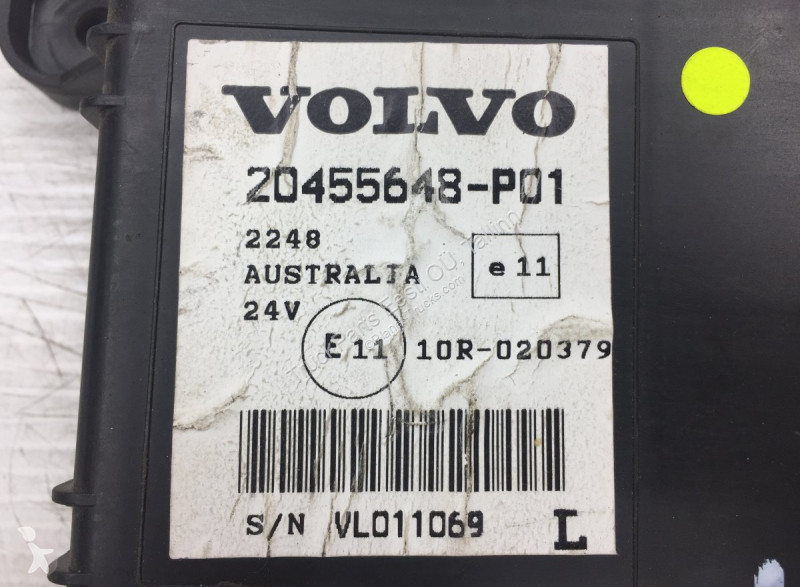 VOLVO
20455648-P01
2248
AUSTRALIA
e 11
24V
E 11
10R-020379
S/N VL011069
L